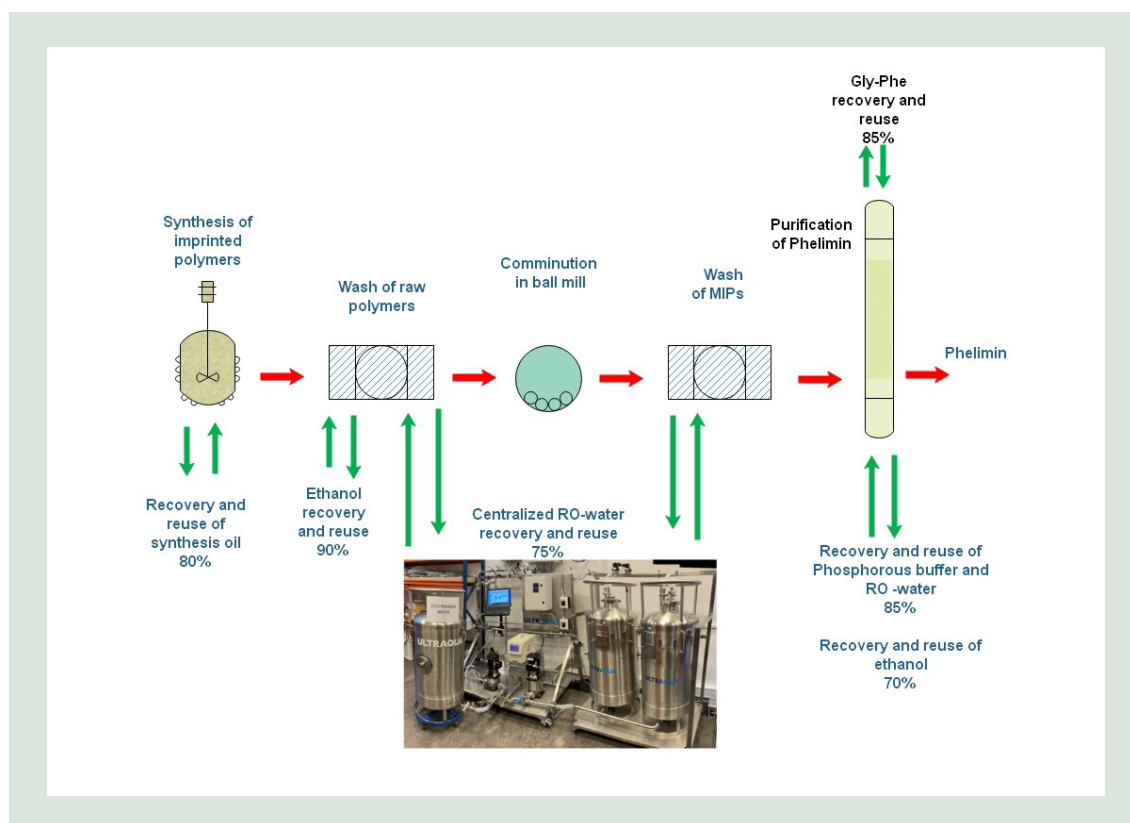 Gly-Phe
recovery and
reuse
85%
Synthesis of
imprinted
polymers
Wash of raw
polymers
Comminution
in ball mill
Wash
of MIPs
Purification
of Phelimin
Phelimin
Recovery and
reuse of
synthesis oil
80%
Ethanol
recovery
and reuse
90%
Centralized RO-water
recovery and reuse
75%
Recovery and reuse of
Phosphorous buffer and
RO -water
85%
Recovery and reuse of
ethanol
70%
ULTRAQUA